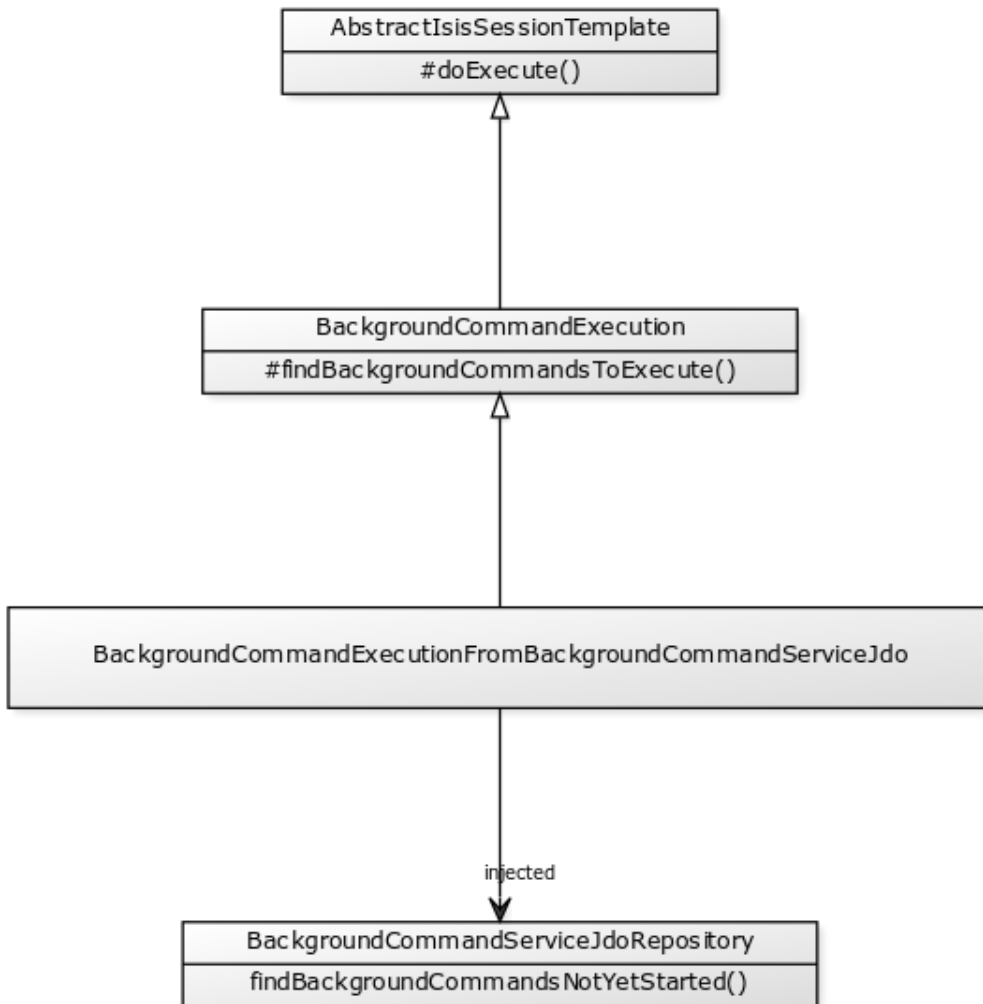 AbstractIsisSessionTemplate
#doExecute()
BackgroundCommandExecution
#findBackgroundCommandsToExecute()
BackgroundCommandExecutionFromBackgroundCommandServiceJdo
injected
BackgroundCommandServiceJdoRepository
findBackgroundCommandsNotYetStarted()